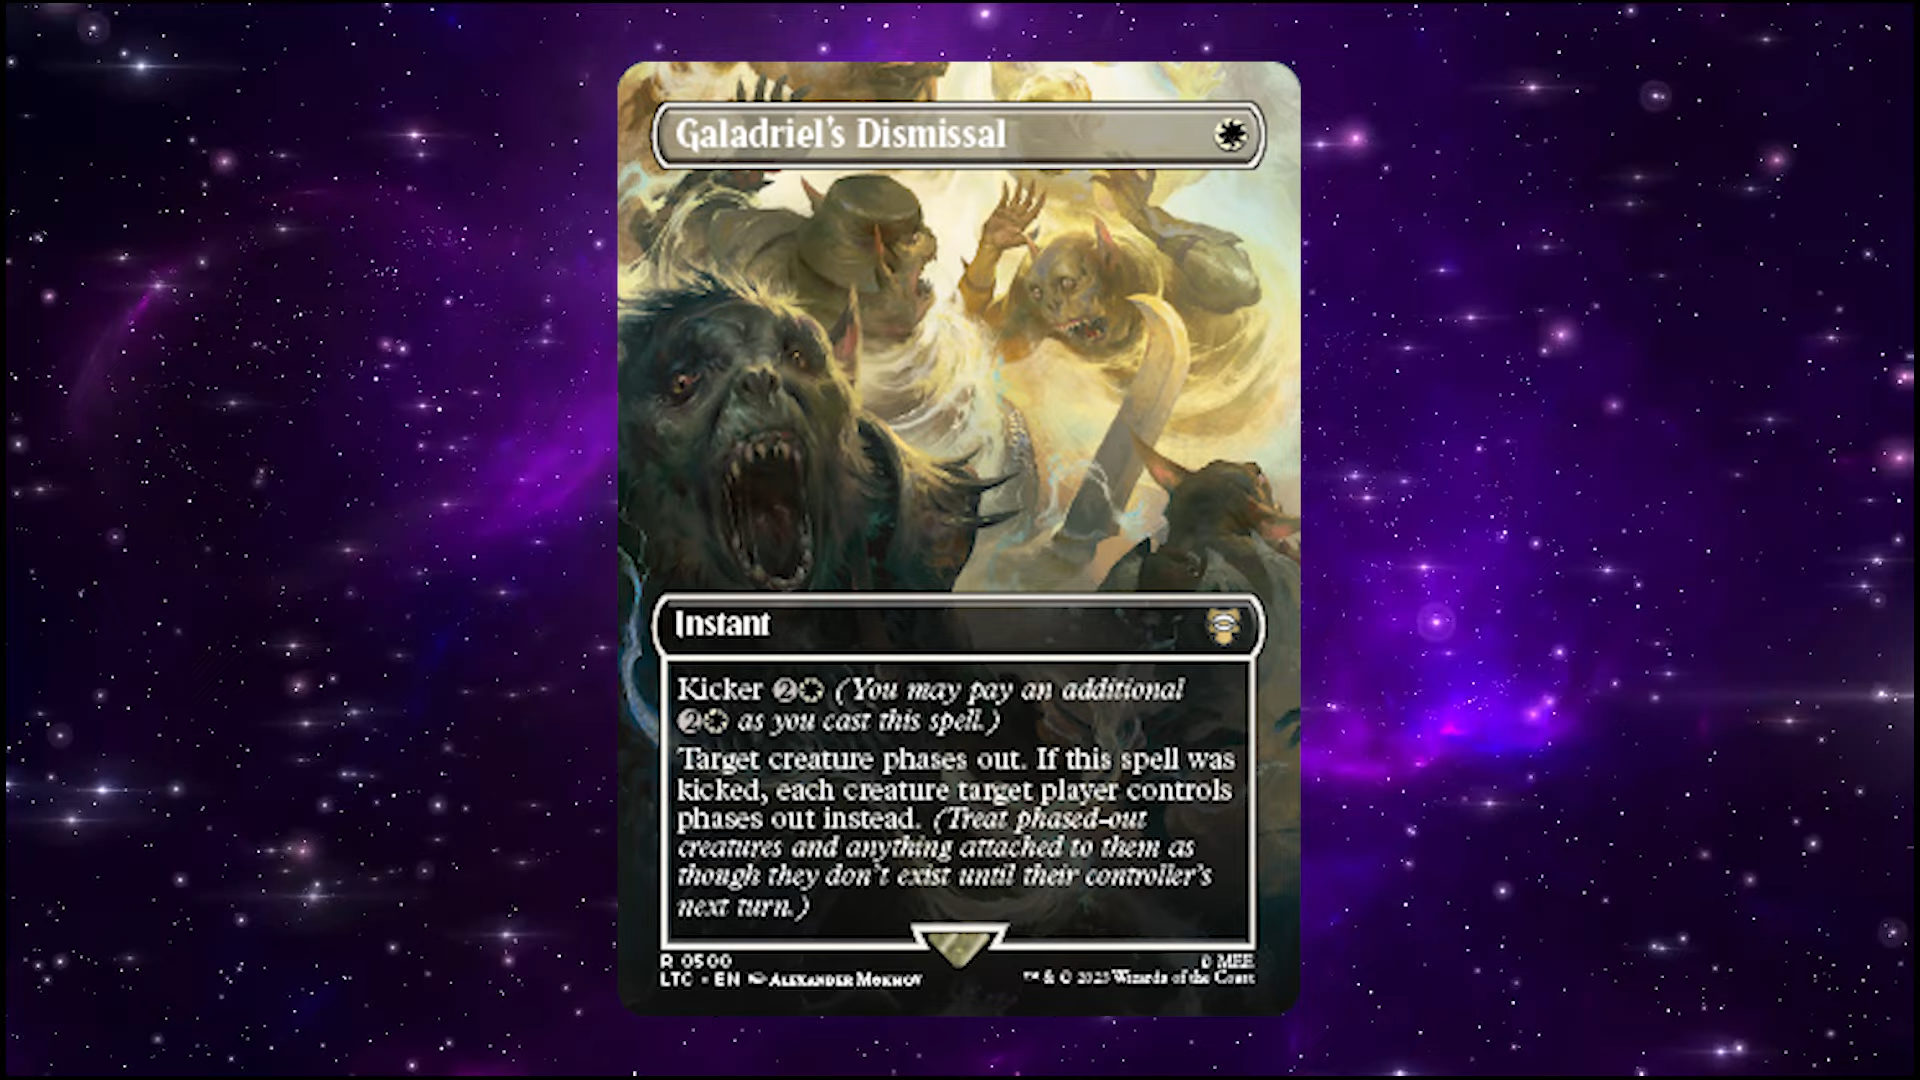 Galadriel's Dismissal
Instant
Kicker 2 (You may pay an additional
2 as you cast this spell.)
Target creature phases out. If this spell was
kicked, each creature target player controls
phases out instead. (Treat phased-out
creatures and anything attached to them as
though they don't exist until their controller's
next turn.)
R 0500
LTC • EN ALEXANDER MOKHOV
© MEE
™ & © 2023 Wizards of the Coast